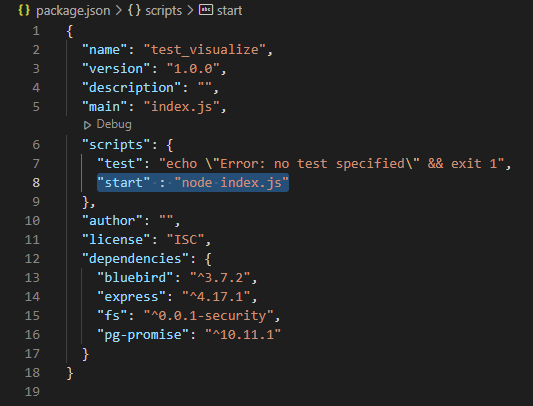 {} package.json > {} scripts > abc start
1 {
2 "name": "test_visualize",
3 "version": "1.0.0",
4 "description": "",
5 "main": "index.js",
Debug
6 "scripts": {
7 "test": "echo \"Error: no test specified\" && exit 1",
8 "start" : "node index.js"
9 },
10 "author": "",
11 "license": "ISC",
12 "dependencies": {
13 "bluebird": "^3.7.2",
14 "express": "^4.17.1",
15 "fs": "^0.0.1-security",
16 "pg-promise": "^10.11.1"
17 }
18 }
19